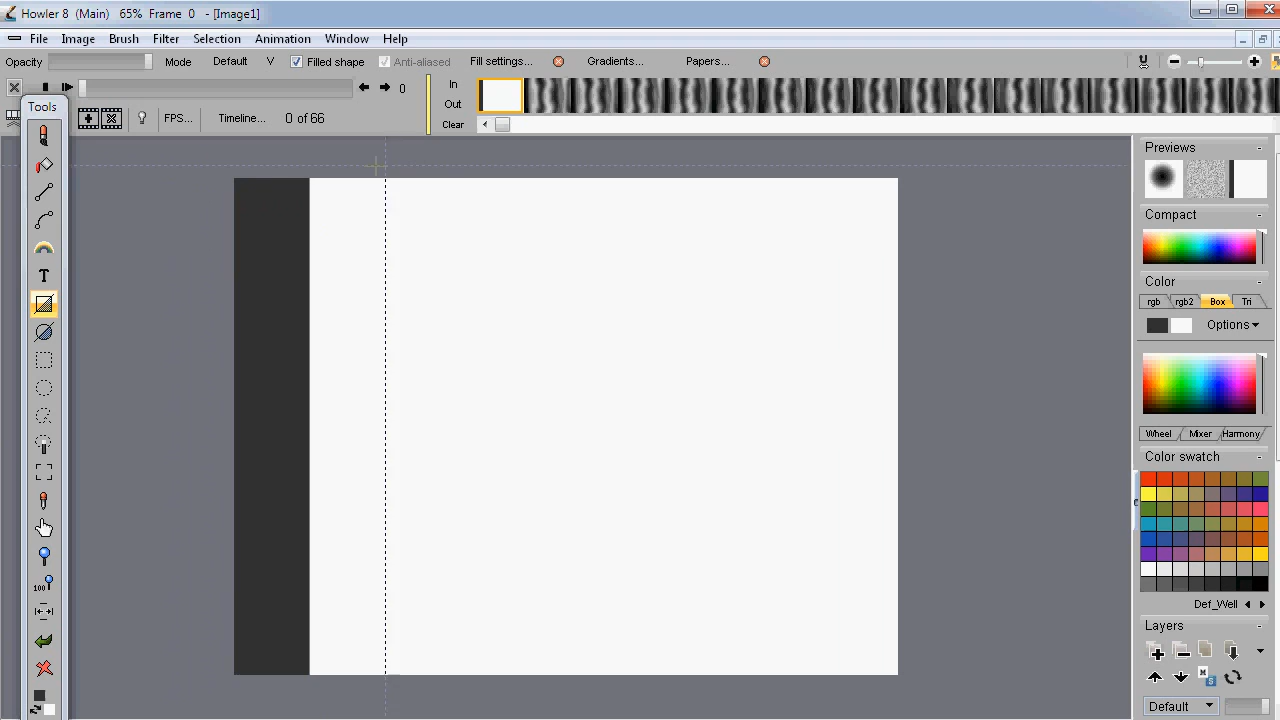 Howler 8 (Main) 65% Frame 0 - [Image1]
File Image Brush Filter Selection Animation Window Help
Opacity Mode Default V Filled shape Anti-aliased Fill settings... Gradients... Papers...
0 In
Out
Clear
Tools
FPS... Timeline... 0 of 66
T
100
Previews
Compact
Color
rgb rgb2 Box Tri
Options
Wheel Mixer Harmony
Color swatch
Def_Well
Layers
M
S
Default